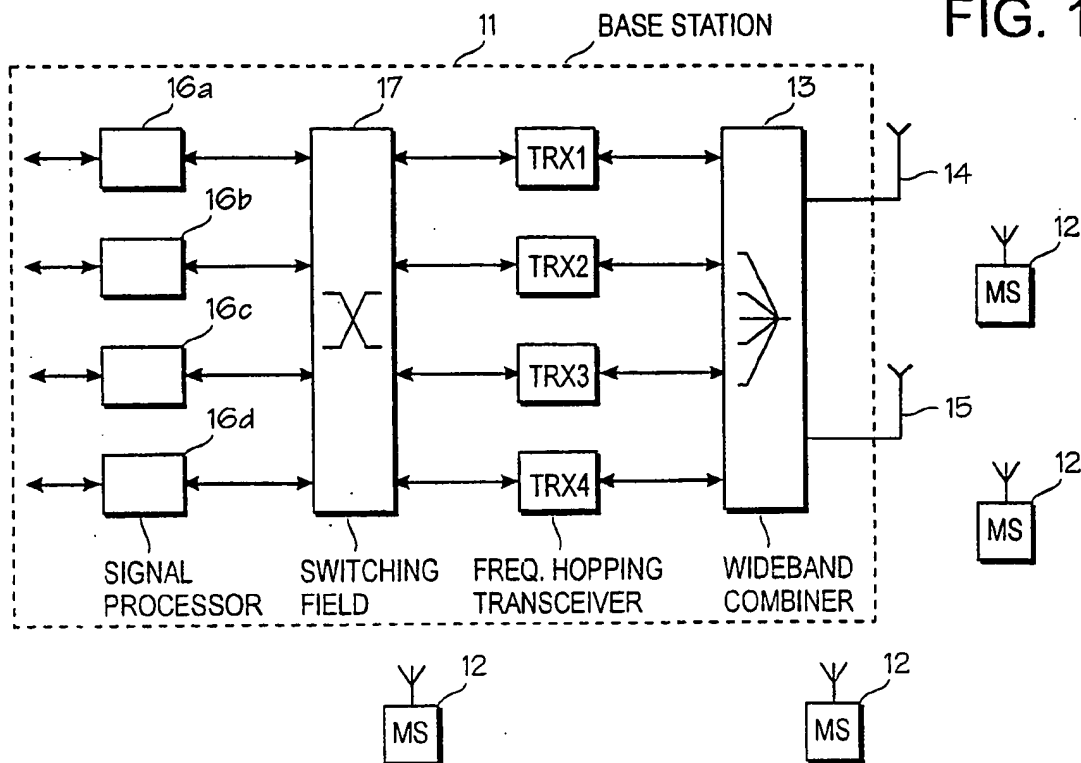 FIG. 1
11
BASE STATION
16a
17
13
TRX1
14
16b
12
TRX2
MS
16c
TRX3
15
16d
12
TRX4
MS
SIGNAL
PROCESSOR
SWITCHING
FIELD
FREQ. HOPPING
TRANSCEIVER
WIDEBAND
COMBINER
12
MS
12
MS